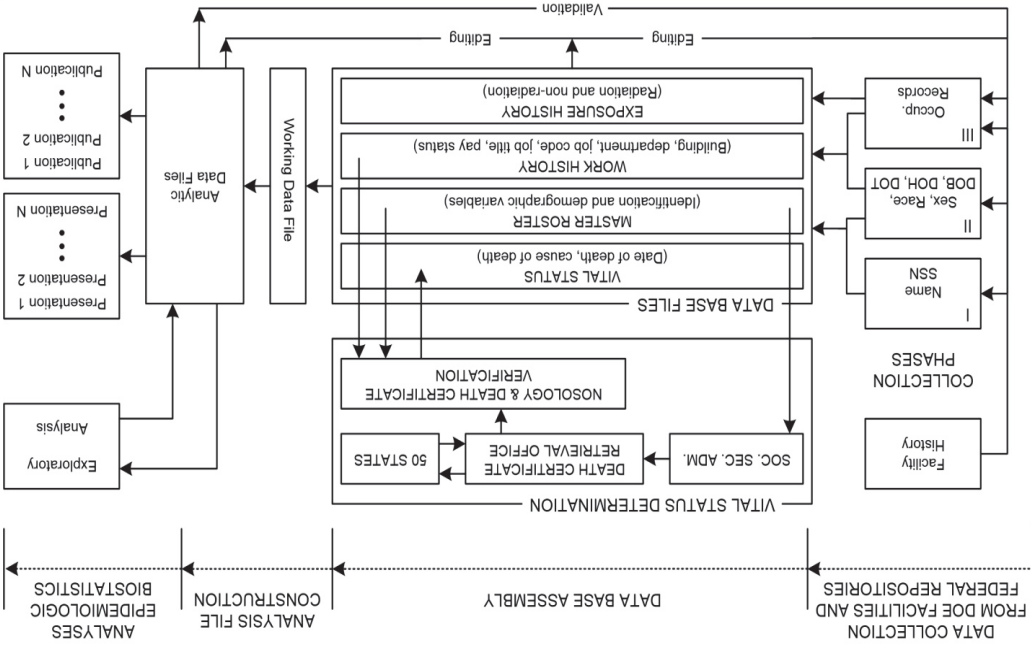 DATA COLLECTION
FROM DOE FACILITIES AND
FEDERAL REPOSITORIES
DATA BASE ASSEMBLY
ANALYSIS FILE
CONSTRUCTION
ANALYSES
EPIDEMIOLOGIC
BIOSTATISTICS
Facility
History
COLLECTION
PHASES
I
Name
SSN
II
Sex, Race,
DOB, DOH, DOT
III
Occup.
Records
VITAL STATUS DETERMINATION
SOC. SEC. ADM.
DEATH CERTIFICATE
RETRIEVAL OFFICE
50 STATES
NOSOLOGY & DEATH CERTIFICATE
VERIFICATION
DATA BASE FILES
VITAL STATUS
(Date of death, cause of death)
MASTER ROSTER
(Identification and demographic variables)
WORK HISTORY
(Building, department, job code, job title, pay status)
EXPOSURE HISTORY
(Radiation and non-radiation)
Working Data File
Analytic
Data Files
Exploratory
Analysis
Presentation 1
Presentation 2
Presentation N
Publication 1
Publication 2
Publication N
Editing
Editing
Validation